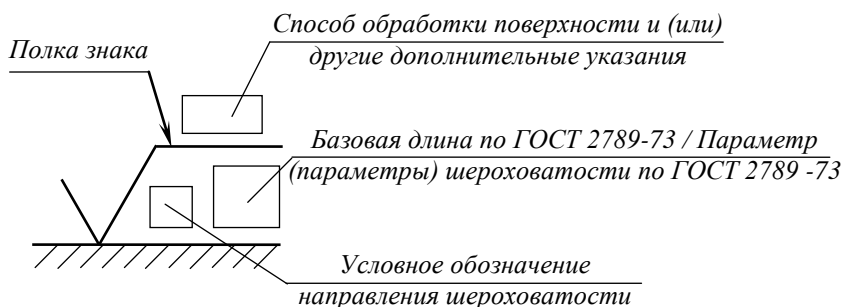 Способ обработки поверхности и (или)
другие дополнительные указания
Полка знака
Базовая длина по ГОСТ 2789-73 / Параметр
(параметры) шероховатости по ГОСТ 2789 -73
Условное обозначение
направления шероховатости